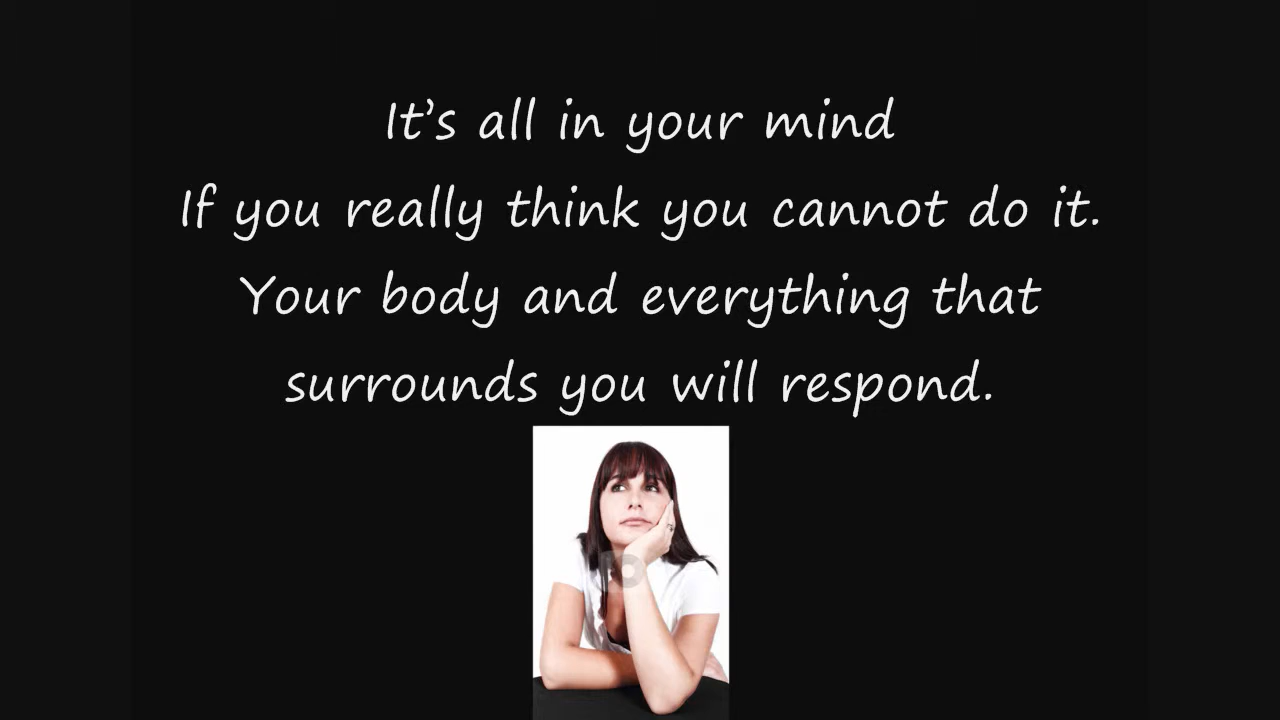 It's all in your mind
If you really think you cannot do it.
Your body and everything that
surrounds you will respond.